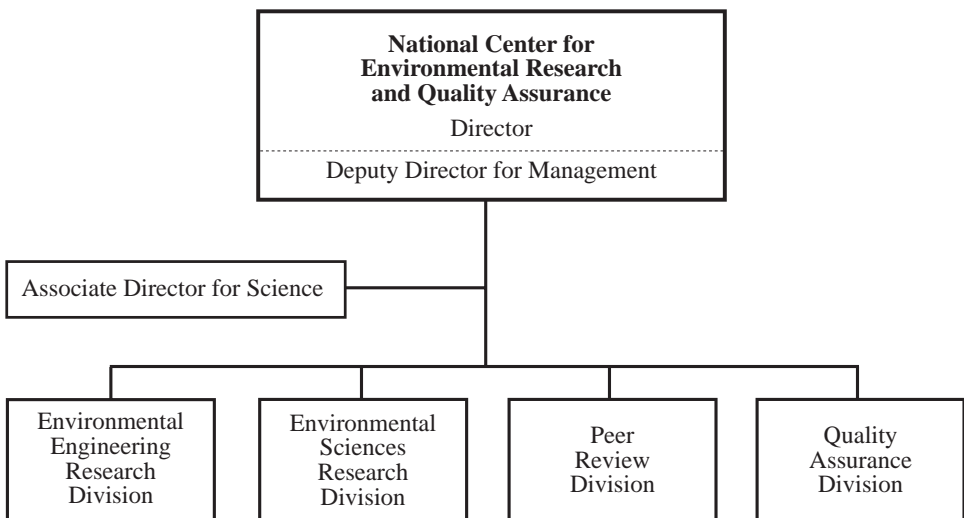 National Center for
Environmental Research
and Quality Assurance
Director
Deputy Director for Management
Associate Director for Science
Environmental
Engineering
Research
Division
Environmental
Sciences
Research
Division
Peer
Review
Division
Quality
Assurance
Division